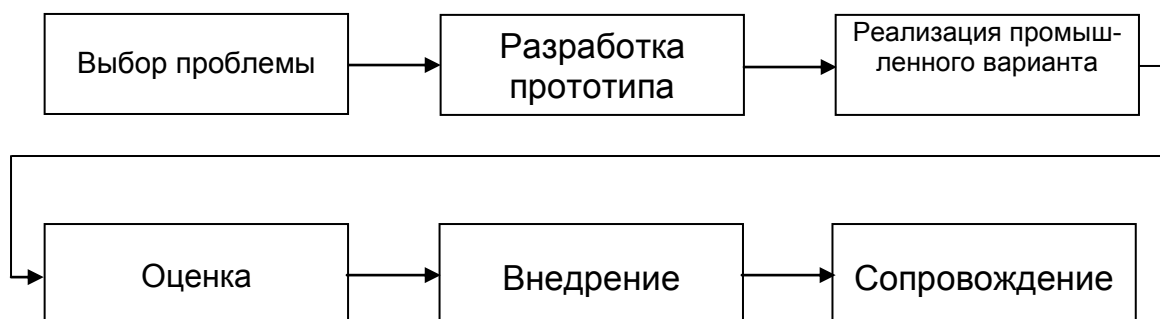 Выбор проблемы
Разработка
прототипа
Реализация промыш-
ленного варианта
Оценка
Внедрение
Сопровождение